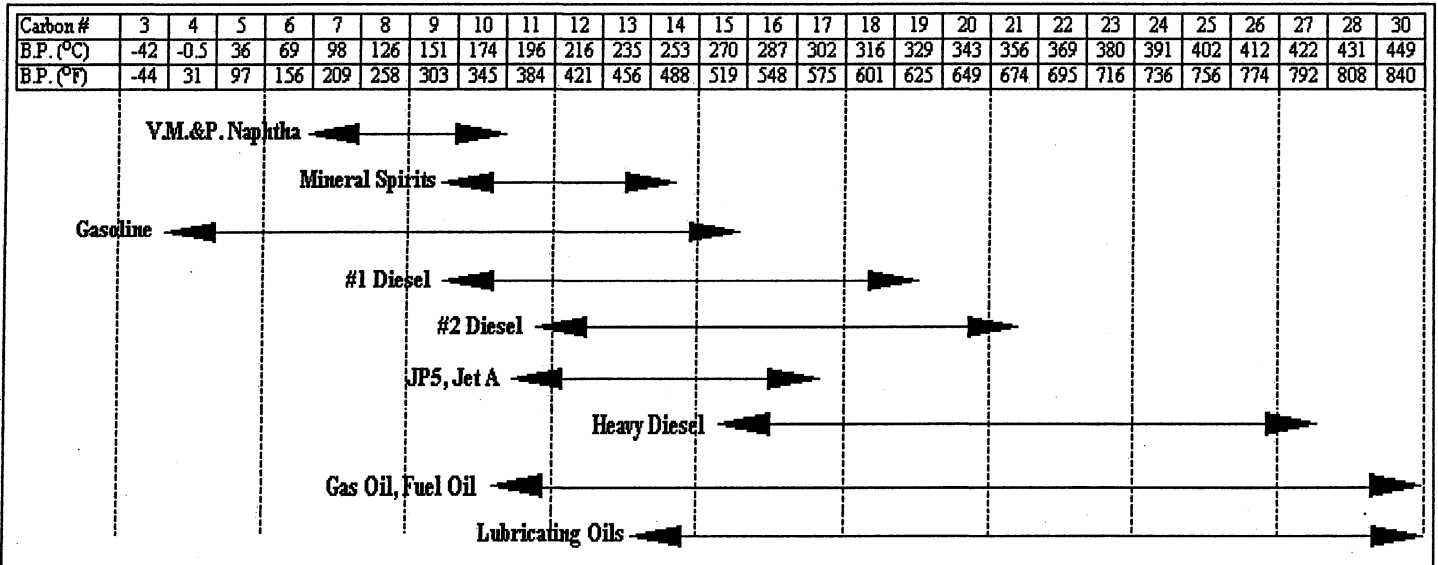 Carbon # 3 4 5 6 7 8 9 10 11 12 13 14 15 16 17 18 19 20 21 22 23 24 25 26 27 28 30
B.P. (°C) -42 -0.5 36 69 98 126 151 174 196 216 235 253 270 287 302 316 329 343 356 369 380 391 402 412 422 431 449
B.P. (°F) -44 31 97 156 209 258 303 345 384 421 456 488 519 548 575 601 625 649 674 695 716 736 756 774 792 808 840
V.M.&P. Naphtha
Mineral Spirits
Gasoline
#1 Diesel
#2 Diesel
JP5, Jet A
Heavy Diesel
Gas Oil, Fuel Oil
Lubricating Oils